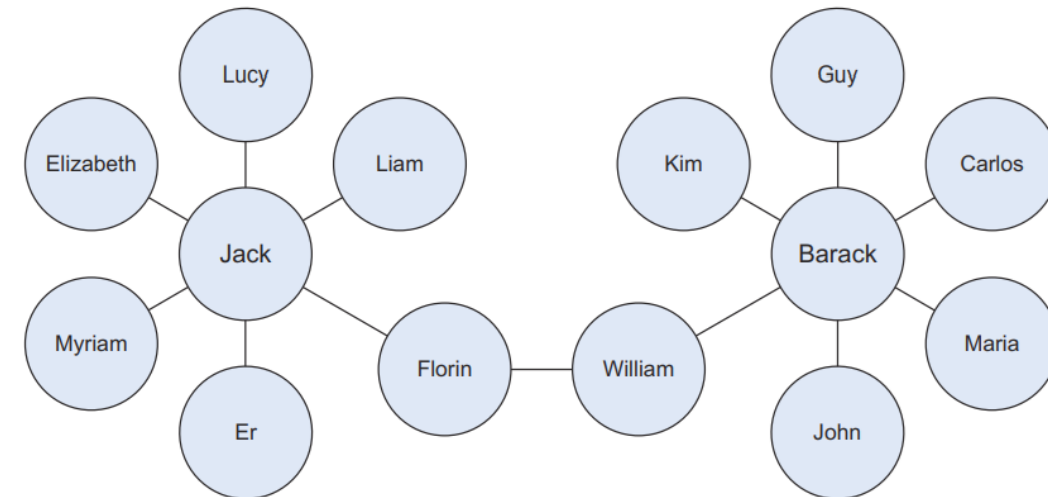 Lucy
Guy
Elizabeth
Liam
Kim
Carlos
Jack
Barack
Myriam
Florin
William
Maria
Er
John